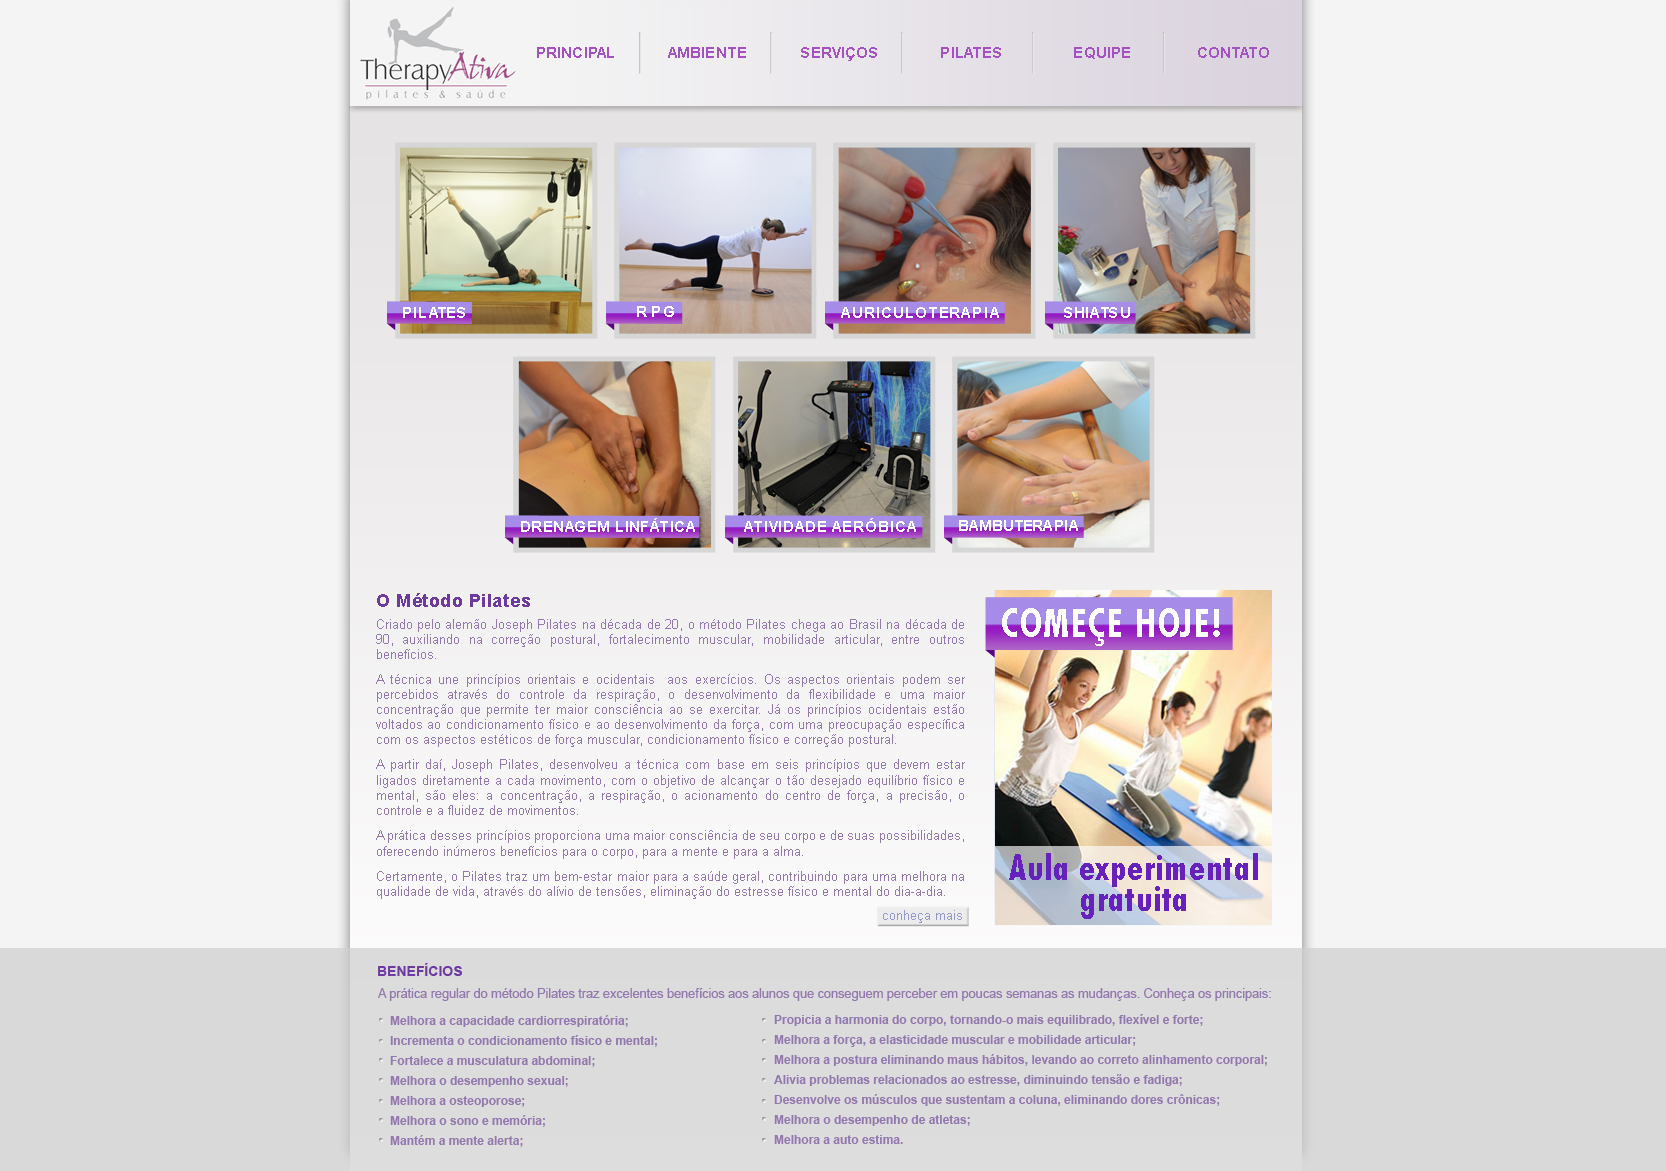 TherapyAtiva
pilates & saúde
PRINCIPAL
AMBIENTE
SERVIÇOS
PILATES
EQUIPE
CONTATO
PILATES
RPG
AURICULOTERAPIA
SHIATSU
DRENAGEM LINFÁTICA
ATIVIDADE AERÓBICA
BAMBUTERAPIA
O Método Pilates
Criado pelo alemão Joseph Pilates na década de 20, o método Pilates chega ao Brasil na década de
90, auxiliando na correção postural, fortalecimento muscular, mobilidade articular, entre outros
benefícios.
A técnica une princípios orientais e ocidentais aos exercícios. Os aspectos orientais podem ser
percebidos através do controle da respiração, o desenvolvimento da flexibilidade e uma maior
concentração que permite ter maior consciência ao se exercitar. Já os princípios ocidentais estão
voltados ao condicionamento físico e ao desenvolvimento da força, com uma preocupação específica
com os aspectos estéticos de força muscular, condicionamento físico e correção postural.
A partir daí, Joseph Pilates, desenvolveu a técnica com base em seis princípios que devem estar
ligados diretamente a cada movimento, com o objetivo de alcançar o tão desejado equilíbrio físico e
mental, são eles: a concentração, a respiração, o acionamento do centro de força, a precisão, o
controle e a fluidez de movimentos.
A prática desses princípios proporciona uma maior consciência de seu corpo e de suas possibilidades,
oferecendo inúmeros benefícios para o corpo, para a mente e para a alma.
Certamente, o Pilates traz um bem-estar maior para a saúde geral, contribuindo para uma melhora na
qualidade de vida, através do alívio de tensões, eliminação do estresse físico e mental do dia-a-dia.
conheça mais
COMEÇE HOJE!
Aula experimental
gratuita
BENEFÍCIOS
A prática regular do método Pilates traz excelentes benefícios aos alunos que conseguem perceber em poucas semanas as mudanças. Conheça os principais:
Melhora a capacidade cardiorrespiratória;
Incrementa o condicionamento físico e mental;
Fortalece a musculatura abdominal;
Melhora o desempenho sexual;
Melhora a osteoporose;
Melhora o sono e memória;
Mantém a mente alerta;
Propicia a harmonia do corpo, tornando-o mais equilibrado, flexível e forte;
Melhora a força, a elasticidade muscular e mobilidade articular;
Melhora a postura eliminando maus hábitos, levando ao correto alinhamento corporal;
Alivia problemas relacionados ao estresse, diminuindo tensão e fadiga;
Desenvolve os músculos que sustentam a coluna, eliminando dores crônicas;
Melhora o desempenho de atletas;
Melhora a auto estima.